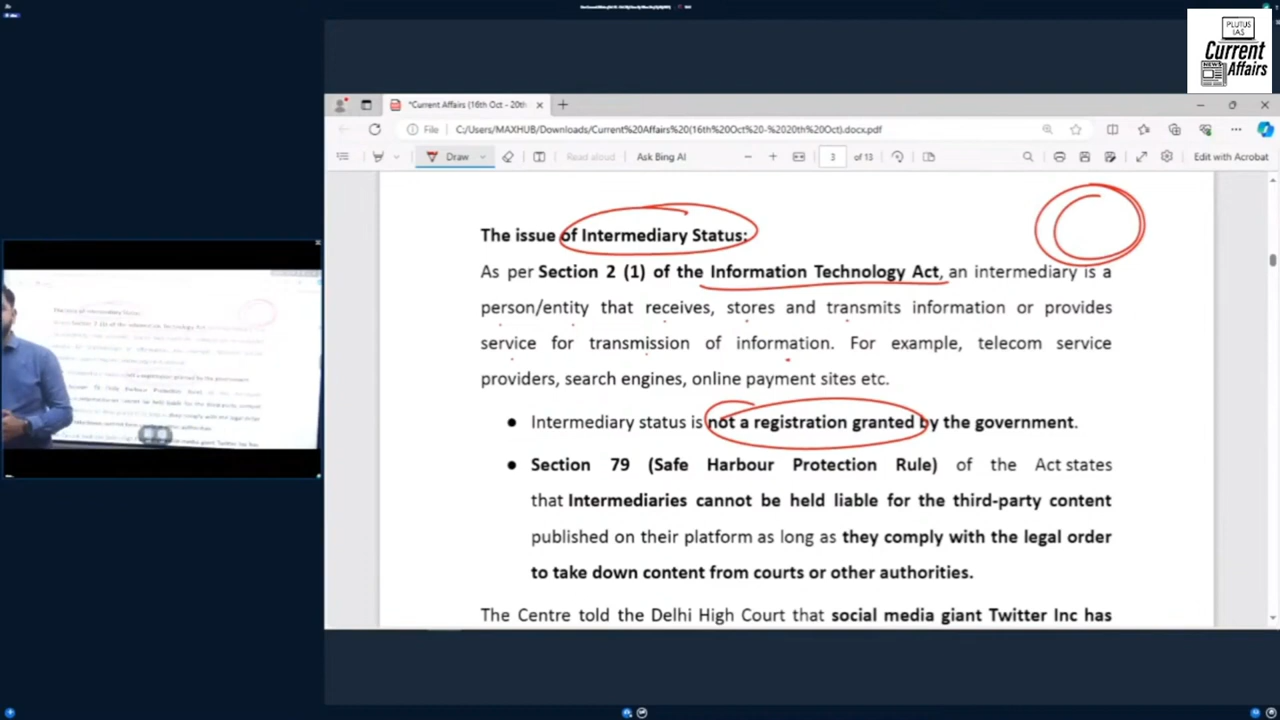 PLUTUS
IAS
Current
NEWS
Affairs
*Current Affairs (16th Oct - 20th
File C:/Users/MAXHUB/Downloads/Current%20Affairs%20(16th%20Oct%20-%2020th%20Oct).docx.pdf
Draw Read aloud Ask Bing AI 3 of 13 Edit with Acrobat
The issue of Intermediary Status:
As per Section 2 (1) of the Information Technology Act, an intermediary is a
person/entity that receives, stores and transmits information or provides
service for transmission of information. For example, telecom service
providers, search engines, online payment sites etc.
● Intermediary status is not a registration granted by the government.
● Section 79 (Safe Harbour Protection Rule) of the Act states
that Intermediaries cannot be held liable for the third-party content
published on their platform as long as they comply with the legal order
to take down content from courts or other authorities.
The Centre told the Delhi High Court that social media giant Twitter Inc has